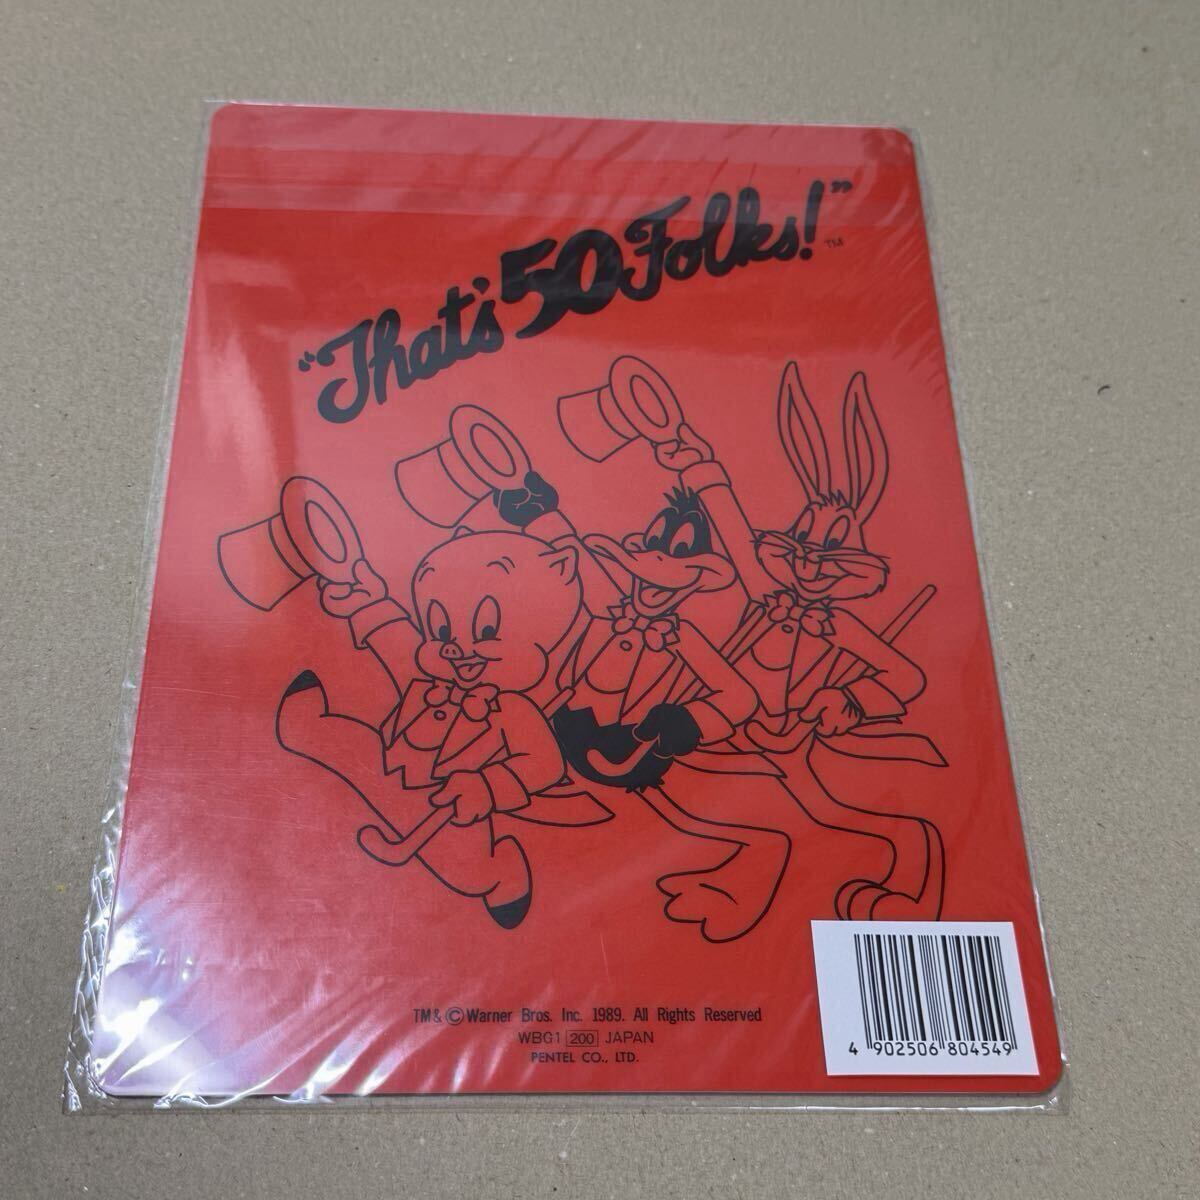 "That's 50 Folks!"
TM
TM & © Warner Bros. Inc. 1989. All Rights Reserved
WBG1 200 JAPAN
PENTEL CO., LTD.
4 902506 804549